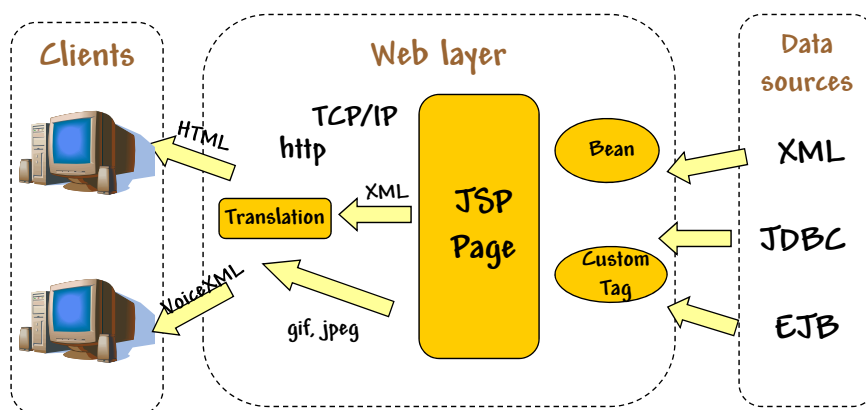 Clients
HTML
VoiceXML
Web layer
TCP/IP
http
Translation
XML
gif, jpeg
JSP
Page
Bean
Custom
Tag
Data
sources
XML
JDBC
EJB